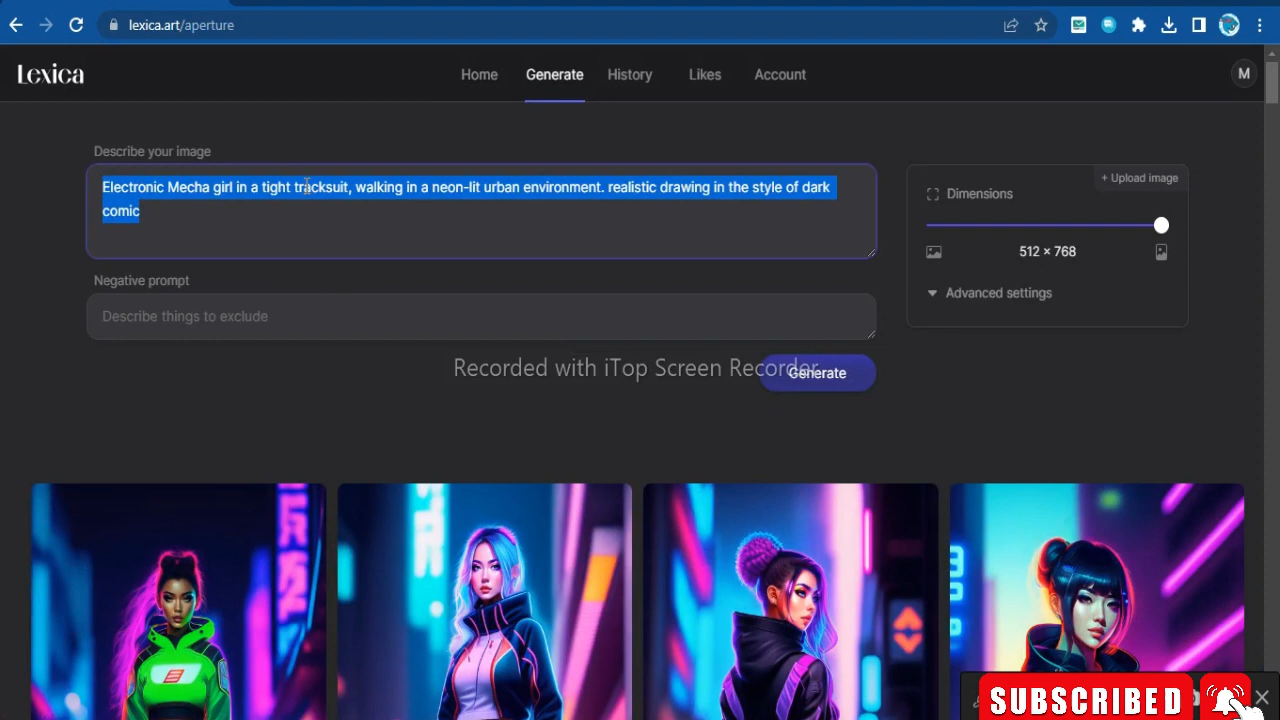 lexica.art/aperture
Lexica
Home
Generate
History
Likes
Account
M
Describe your image
Electronic Mecha girl in a tight tracksuit, walking in a neon-lit urban environment. realistic drawing in the style of dark
comic
+ Upload image
Dimensions
512 × 768
Advanced settings
Negative prompt
Describe things to exclude
Recorded with iTop Screen Recorder
Generate
SUBSCRIBED